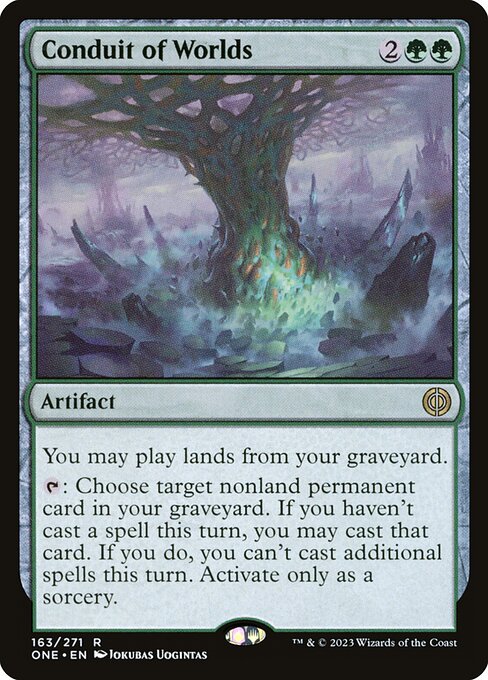 Conduit of Worlds 2
Artifact
You may play lands from your graveyard.
: Choose target nonland permanent
card in your graveyard. If you haven't
cast a spell this turn, you may cast that
card. If you do, you can't cast additional
spells this turn. Activate only as a
sorcery.
163/271 R
ONE • EN Jokubas Uogintas
™ & © 2023 Wizards of the Coast